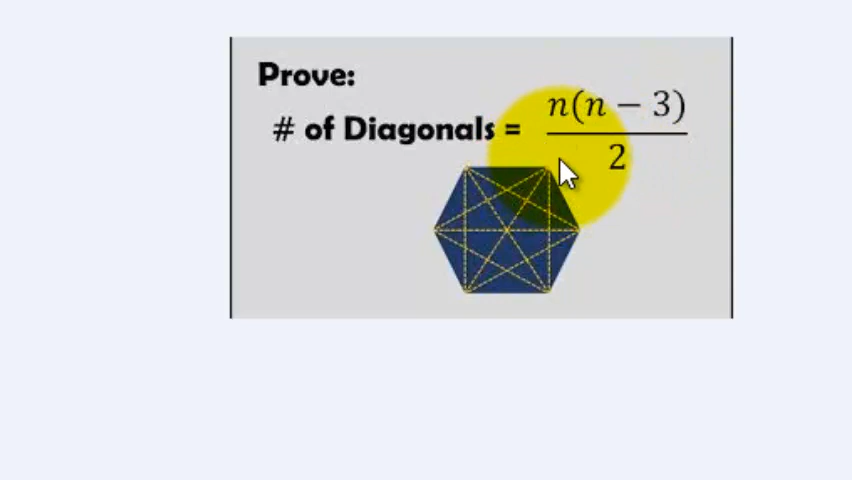 Prove:
# of Diagonals = n(n − 3)
2